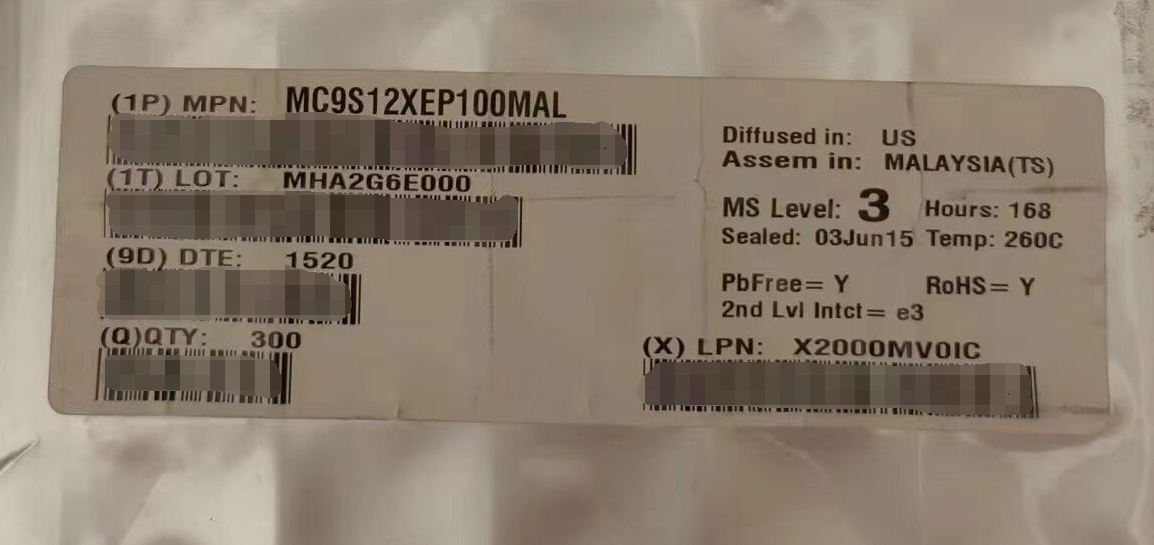 (1P) MPN: MC9S12XEP100MAL
(1T) LOT: MHA2G6E000
(9D) DTE: 1520
(Q)QTY: 300
Diffused in: US
Assem in: MALAYSIA(TS)
MS Level: 3 Hours: 168
Sealed: 03Jun15 Temp: 260C
PbFree= Y RoHS= Y
2nd Lvl Intct= e3
(X) LPN: X2000MV0IC